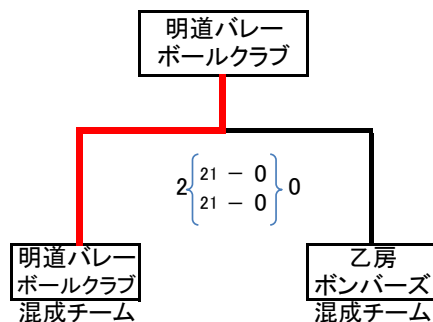 明道バレー
ボールクラブ
2 21 － 0 0
21 － 0
明道バレー
ボールクラブ
混成チーム
乙房
ボンバーズ
混成チーム